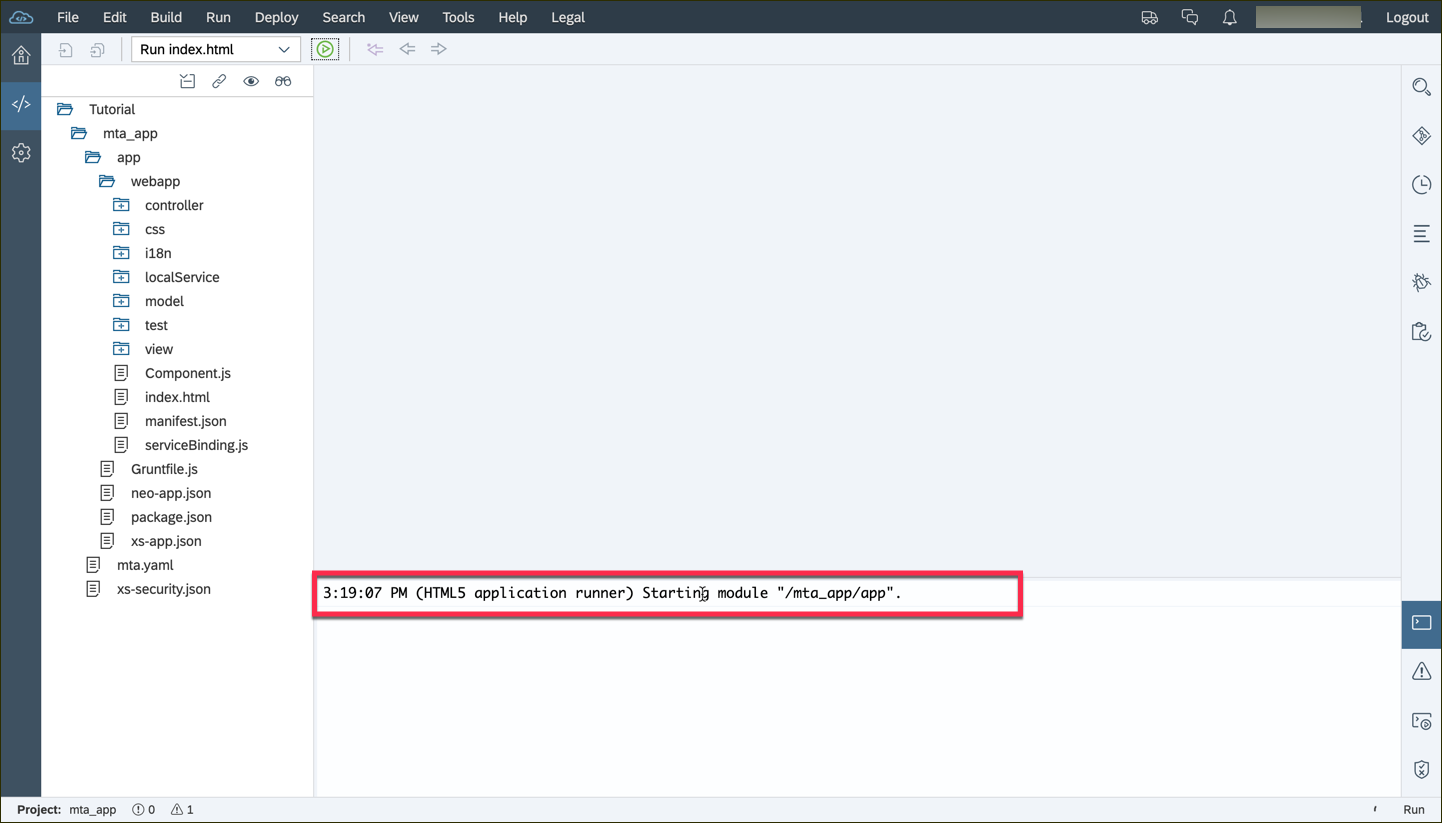 File Edit Build Run Deploy Search View Tools Help Legal Logout
Run index.html
Tutorial
mta_app
app
webapp
controller
css
i18n
localService
model
test
view
Component.js
index.html
manifest.json
serviceBinding.js
Gruntfile.js
neo-app.json
package.json
xs-app.json
mta.yaml
xs-security.json
3:19:07 PM (HTML5 application runner) Starting module "/mta_app/app".
Project: mta_app 0 1 Run